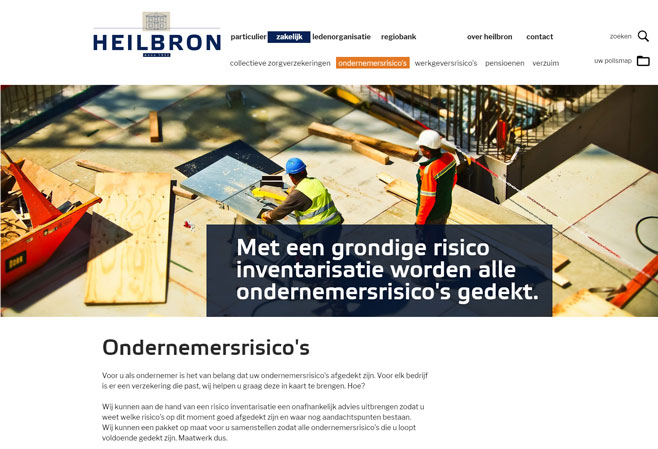 HEILBRON
particulier zakelijk ledenorganisatie regiobank over heilbron contact
zoeken
uw polismap
collectieve zorgverzekeringen ondernemersrisico's werkgeversrisico's pensioenen verzuim
Met een grondige risico
inventarisatie worden alle
ondernemersrisico's gedekt.
Ondernemersrisico's
Voor u als ondernemer is het van belang dat uw ondernemersrisico's afgedekt zijn. Voor elk bedrijf
is er een verzekering die past, wij helpen u graag deze in kaart te brengen. Hoe?
Wij kunnen aan de hand van een risico inventarisatie een onafhankelijk advies uitbrengen zodat u
weet welke risico's op dit moment goed afgedekt zijn en waar nog aandachtspunten bestaan.
Wij kunnen een pakket op maat voor u samenstellen zodat alle ondernemersrisico's die u loopt
voldoende gedekt zijn. Maatwerk dus.